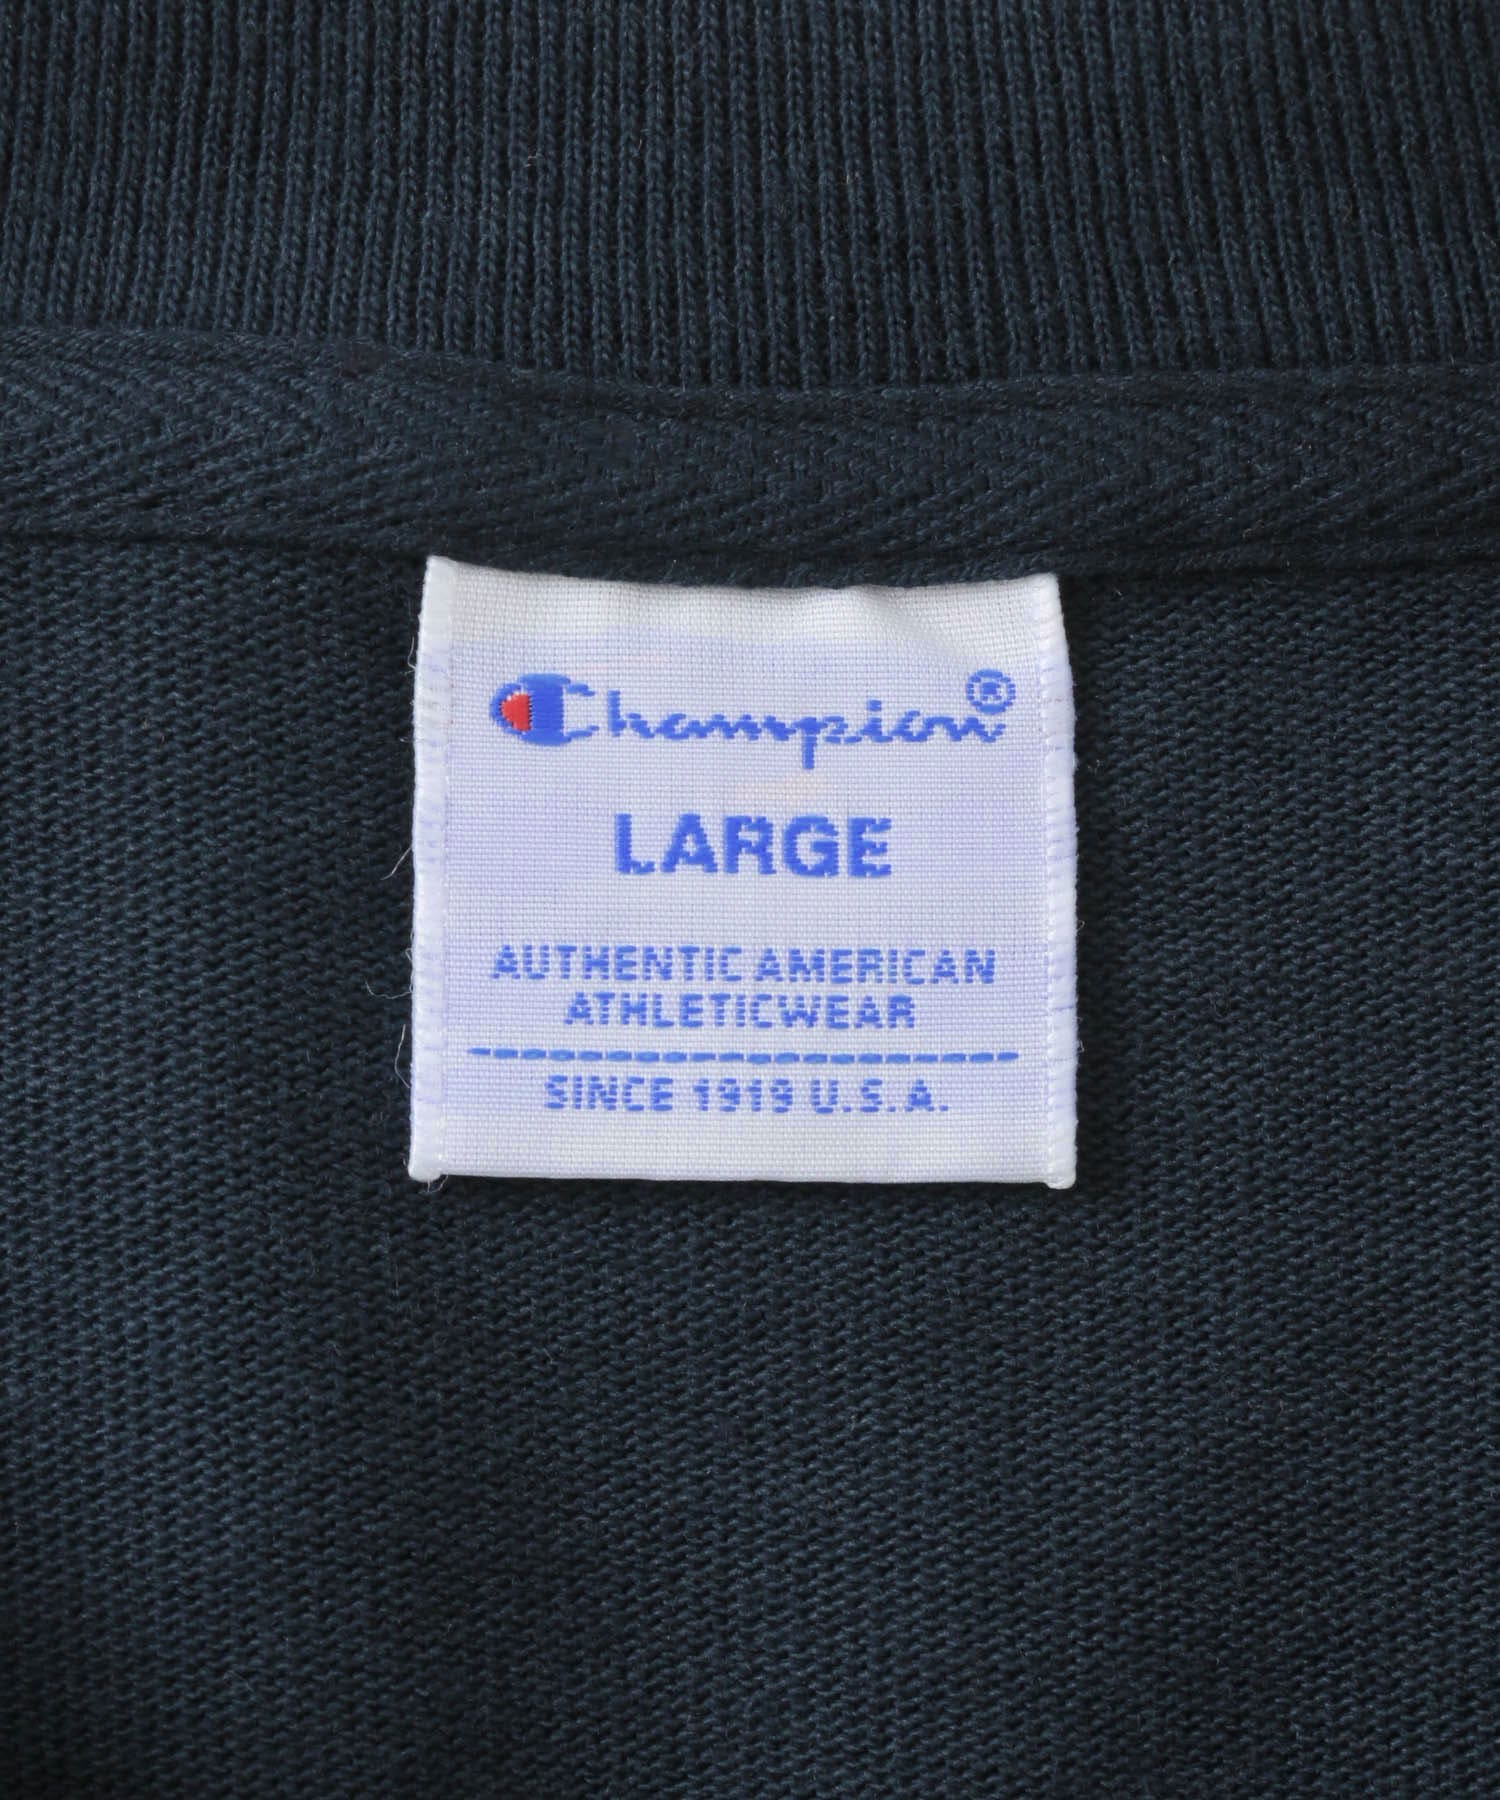 Champion®
LARGE
AUTHENTIC AMERICAN
ATHLETICWEAR
SINCE 1919 U.S.A.